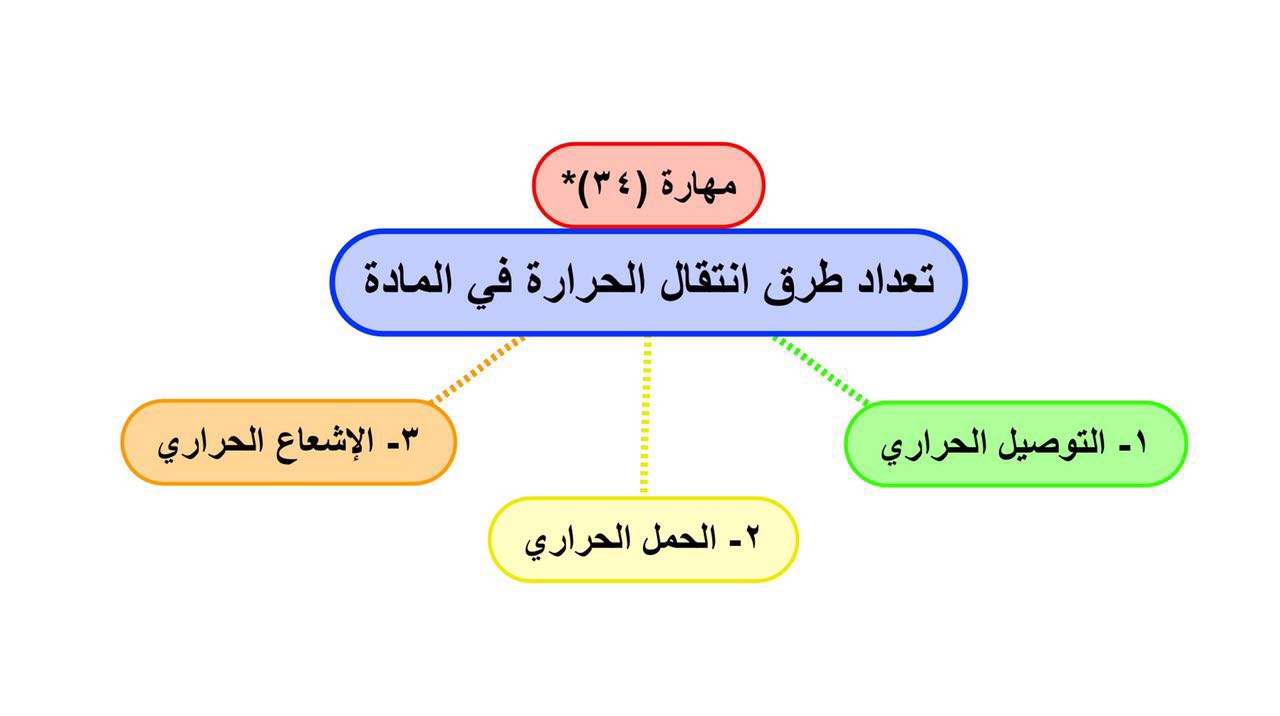 مهارة (٣٤)*
تعداد طرق انتقال الحرارة في المادة
١- التوصيل الحراري
٢- الحمل الحراري
٣- الإشعاع الحراري